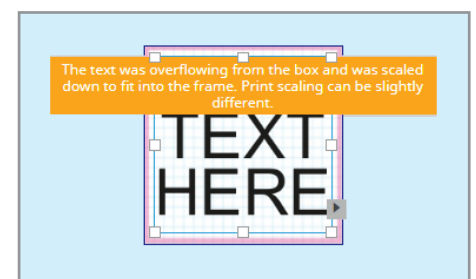 The text was overflowing from the box and was scaled
down to fit into the frame. Print scaling can be slightly
different.
TEXT
HERE